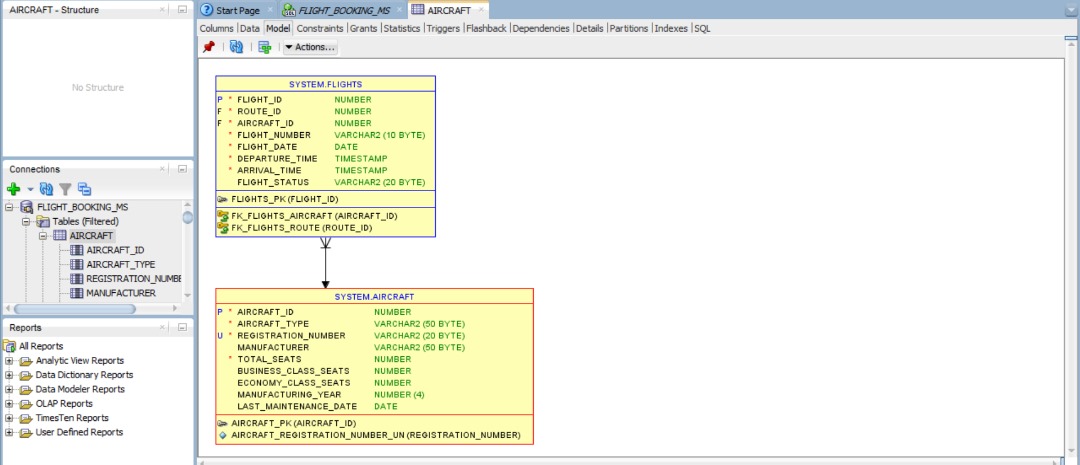 AIRCRAFT - Structure
Start Page
FLIGHT_BOOKING_MS
AIRCRAFT
Columns Data Model Constraints Grants Statistics Triggers Flashback Dependencies Details Partitions Indexes SQL
Actions...
No Structure
SYSTEM.FLIGHTS
P * FLIGHT_ID NUMBER
F * ROUTE_ID NUMBER
F * AIRCRAFT_ID NUMBER
* FLIGHT_NUMBER VARCHAR2 (10 BYTE)
* FLIGHT_DATE DATE
* DEPARTURE_TIME TIMESTAMP
* ARRIVAL_TIME TIMESTAMP
FLIGHT_STATUS VARCHAR2 (20 BYTE)
FLIGHTS_PK (FLIGHT_ID)
FK_FLIGHTS_AIRCRAFT (AIRCRAFT_ID)
FK_FLIGHTS_ROUTE (ROUTE_ID)
Connections
FLIGHT_BOOKING_MS
Tables (Filtered)
AIRCRAFT
AIRCRAFT_ID
AIRCRAFT_TYPE
REGISTRATION_NUMBE
MANUFACTURER
SYSTEM.AIRCRAFT
P * AIRCRAFT_ID NUMBER
* AIRCRAFT_TYPE VARCHAR2 (50 BYTE)
U * REGISTRATION_NUMBER VARCHAR2 (20 BYTE)
MANUFACTURER VARCHAR2 (50 BYTE)
* TOTAL_SEATS NUMBER
BUSINESS_CLASS_SEATS NUMBER
ECONOMY_CLASS_SEATS NUMBER
MANUFACTURING_YEAR NUMBER (4)
LAST_MAINTENANCE_DATE DATE
AIRCRAFT_PK (AIRCRAFT_ID)
AIRCRAFT_REGISTRATION_NUMBER_UN (REGISTRATION_NUMBER)
Reports
All Reports
Analytic View Reports
Data Dictionary Reports
Data Modeler Reports
OLAP Reports
TimesTen Reports
User Defined Reports